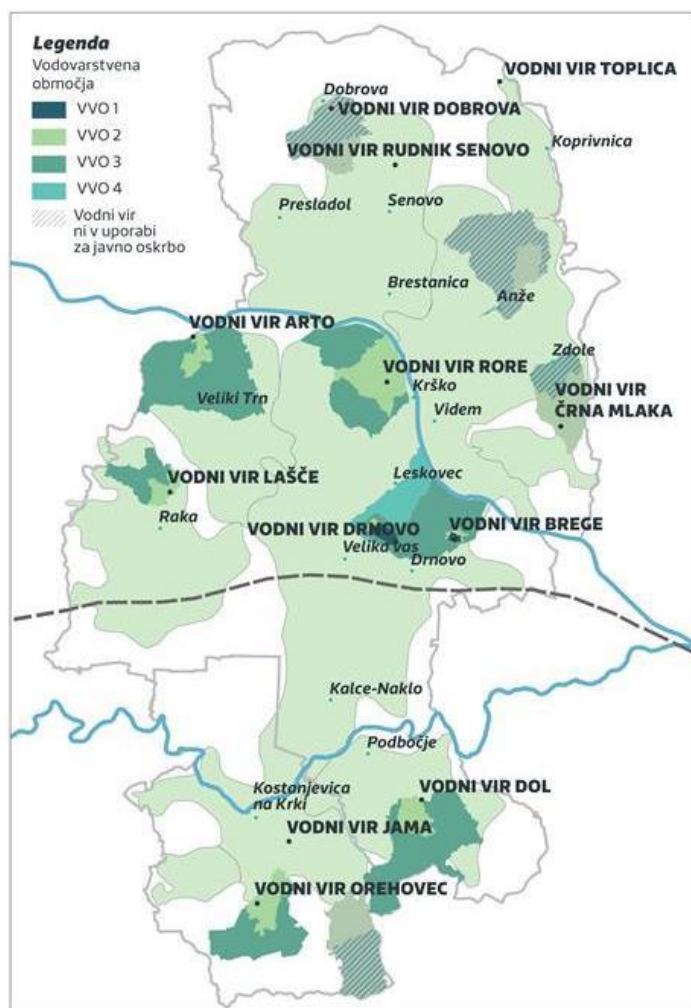 Legenda
Vodovarstvena
območja
VVO 1
VVO 2
VVO 3
VVO 4
Vodni vir
ni v uporabi
za javno oskrbo
VODNI VIR TOPLICA
Dobrova
VODNI VIR DOBROVA
Koprivnica
VODNI VIR RUDNIK SENOVO
Presladol
Senovo
Brestanica
Anže
VODNI VIR ARTO
Zdole
VODNI VIR RORE
Krško
Veliki Trn
VODNI VIR
ČRNA MLAKA
Videm
Leskovec
VODNI VIR LAŠČE
Raka
VODNI VIR DRNOVO
VODNI VIR BREGE
Velika vas
Drnovo
Kalce-Naklo
Podbočje
Kostanjevica
na Krki
VODNI VIR DOL
VODNI VIR JAMA
VODNI VIR OREHOVEC